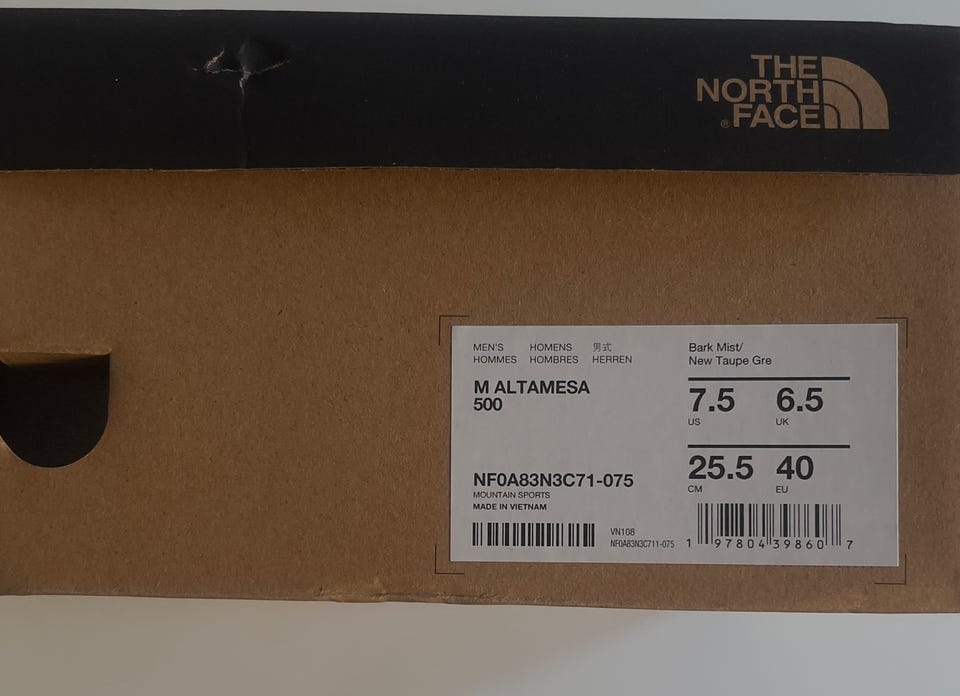 THE
NORTH
FACE
®
MEN'S HOMENS 男式
HOMMES HOMBRES HERREN
M ALTAMESA
500
NF0A83N3C71-075
MOUNTAIN SPORTS
MADE IN VIETNAM
VN108
NF0A83N3C711-075
Bark Mist/
New Taupe Gre
7.5 6.5
US UK
25.5 40
CM EU
1 97804 39860 7